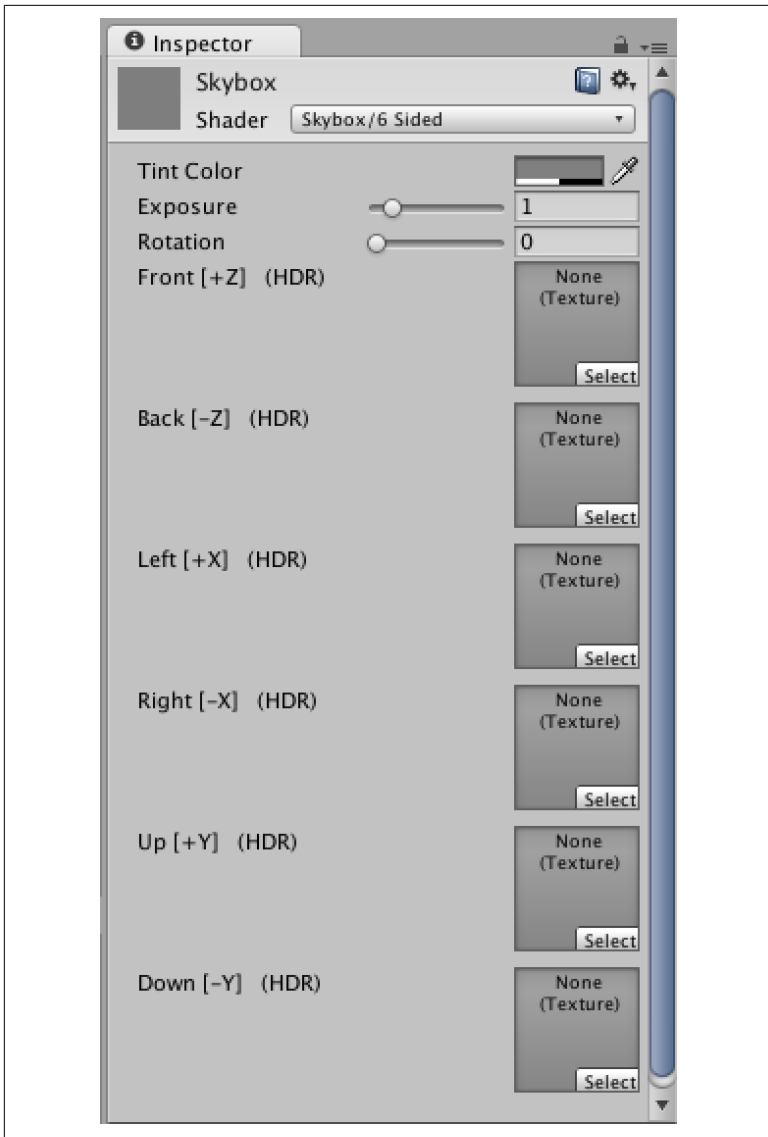 Inspector
Skybox
Shader Skybox/6 Sided
Tint Color
Exposure 1
Rotation 0
Front [+Z] (HDR)
None
(Texture)
Select
Back [−Z] (HDR)
None
(Texture)
Select
Left [+X] (HDR)
None
(Texture)
Select
Right [−X] (HDR)
None
(Texture)
Select
Up [+Y] (HDR)
None
(Texture)
Select
Down [−Y] (HDR)
None
(Texture)
Select